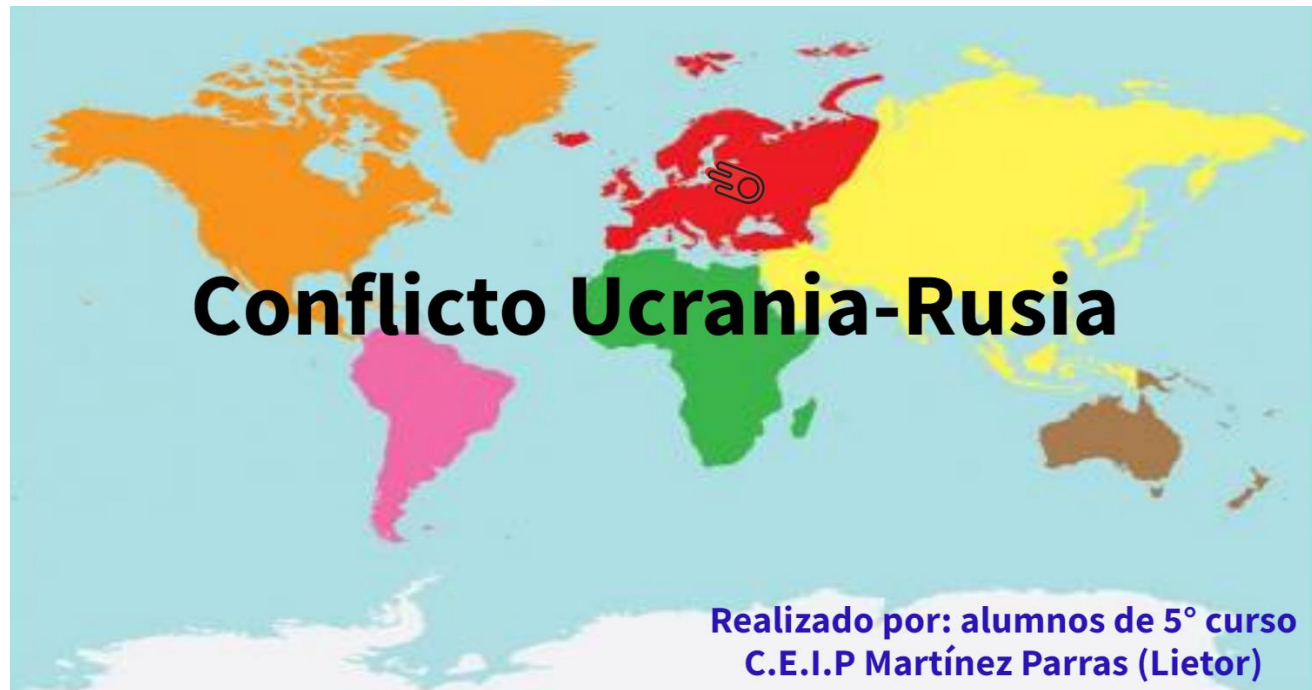 Conflicto Ucrania-Rusia
Realizado por: alumnos de 5° curso
C.E.I.P Martínez Parras (Lietor)